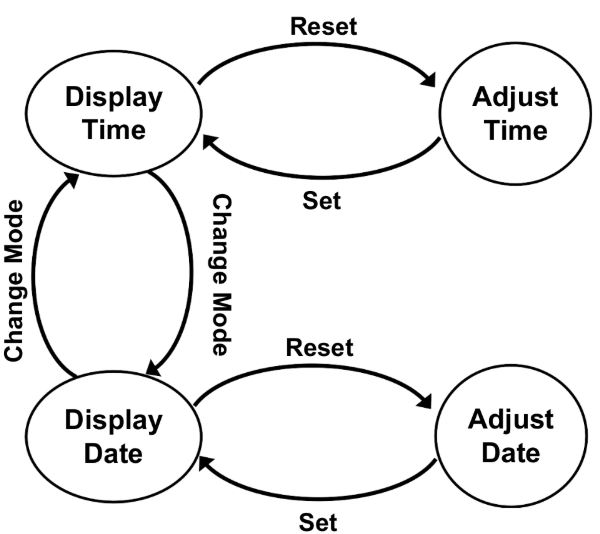 Reset
Display
Time
Adjust
Time
Set
Change Mode
Change Mode
Reset
Display
Date
Adjust
Date
Set